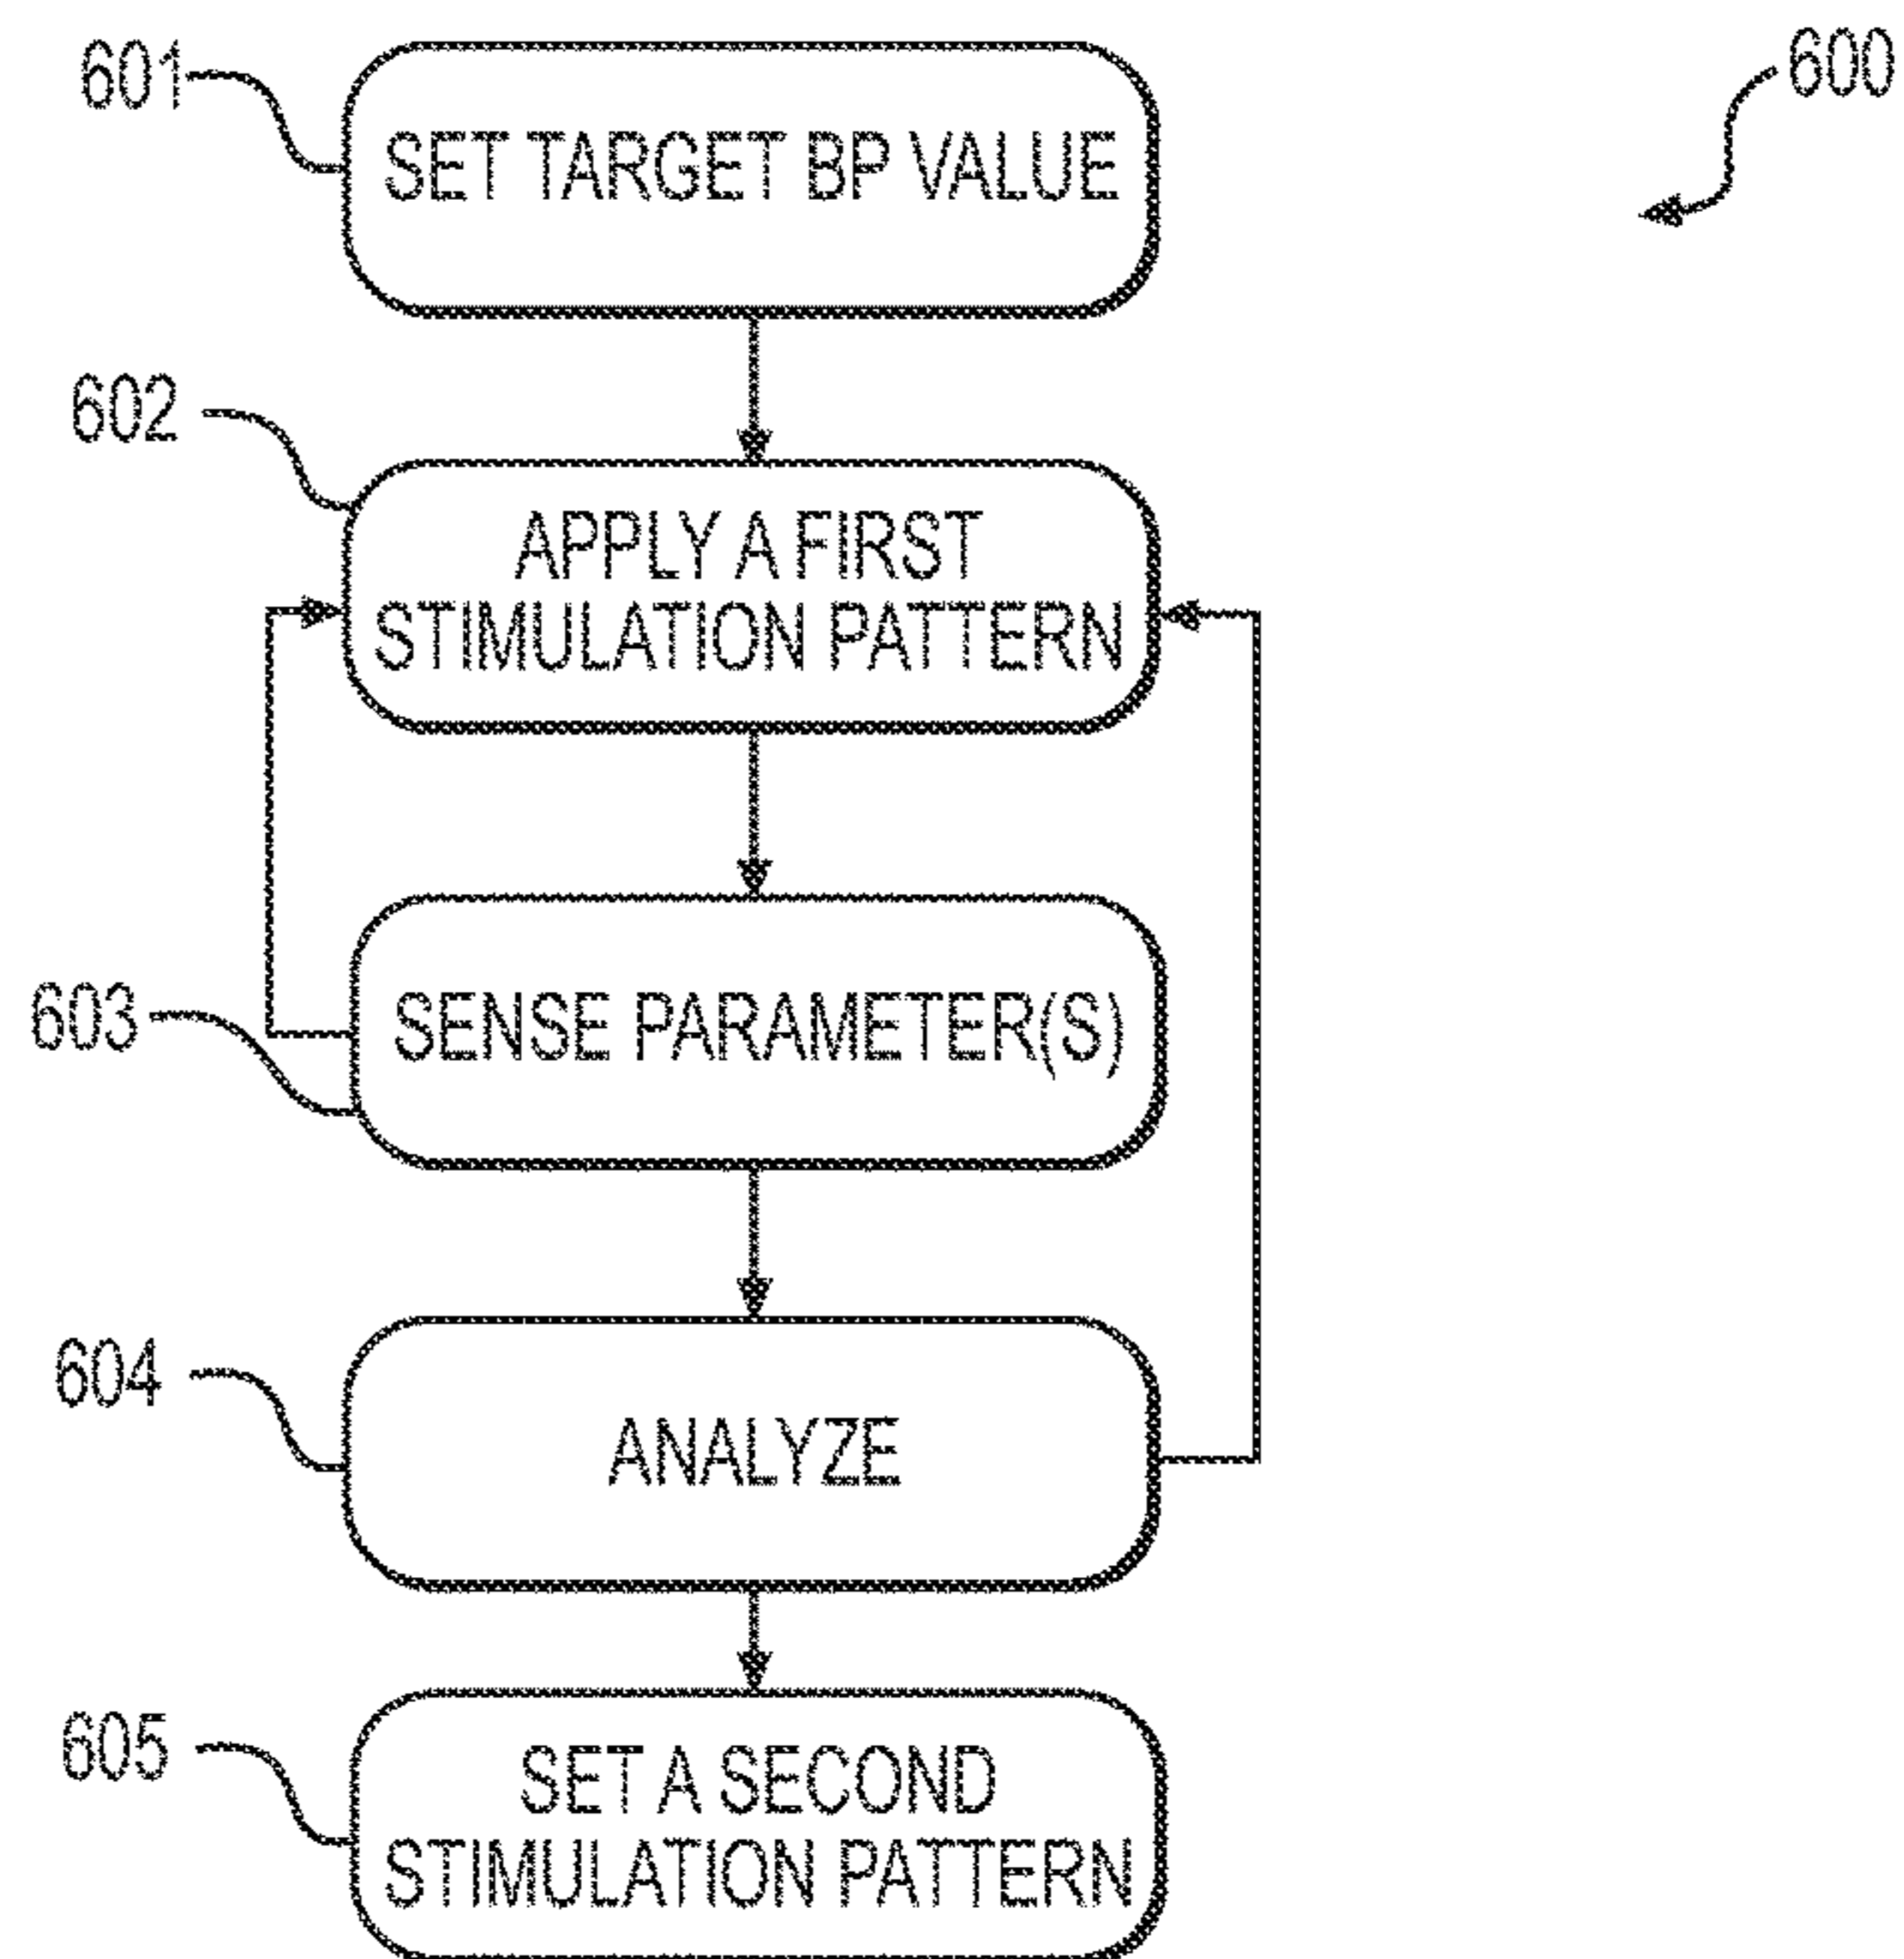 601
600
SET TARGET BP VALUE
602
APPLY A FIRST
STIMULATION PATTERN
603
SENSE PARAMETER(S)
604
ANALYZE
605
SET A SECOND
STIMULATION PATTERN